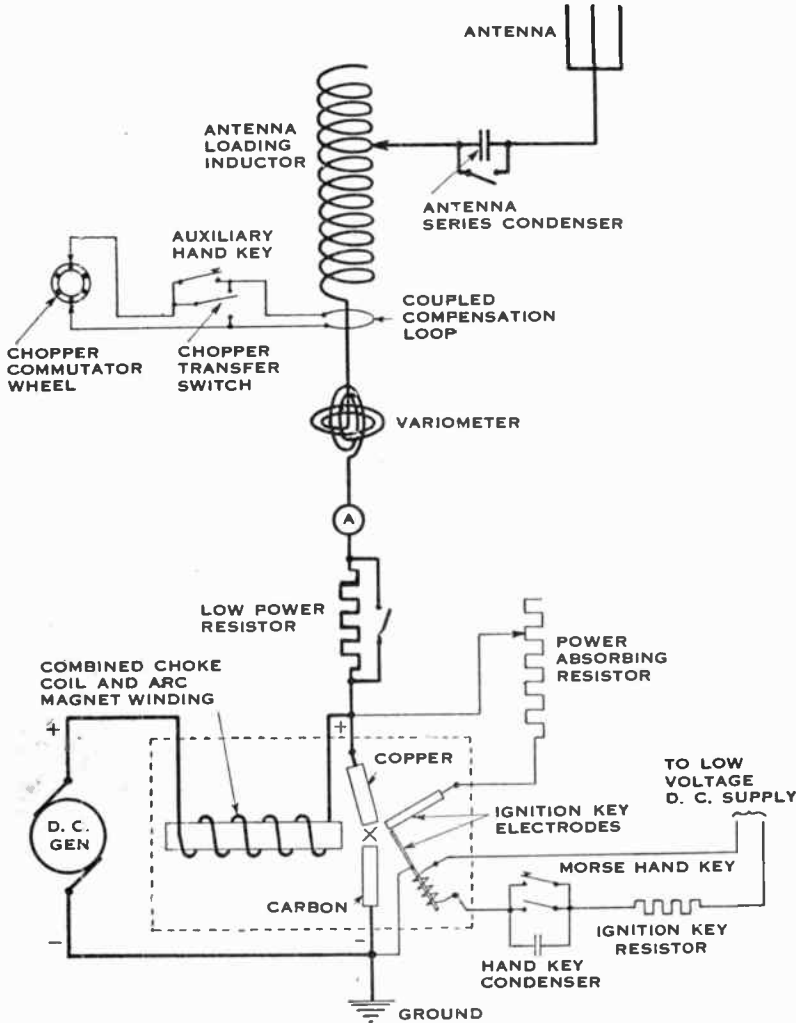 ANTENNA
ANTENNA
LOADING
INDUCTOR
ANTENNA
SERIES CONDENSER
AUXILIARY
HAND KEY
COUPLED
COMPENSATION
LOOP
CHOPPER
COMMUTATOR
WHEEL
CHOPPER
TRANSFER
SWITCH
VARIOMETER
A
LOW POWER
RESISTOR
POWER
ABSORBING
RESISTOR
COMBINED CHOKE
COIL AND ARC
MAGNET WINDING
+
+
COPPER
TO LOW
VOLTAGE
D. C. SUPPLY
D. C.
GEN
IGNITION KEY
ELECTRODES
MORSE HAND KEY
CARBON
−
−
IGNITION KEY
RESISTOR
HAND KEY
CONDENSER
GROUND